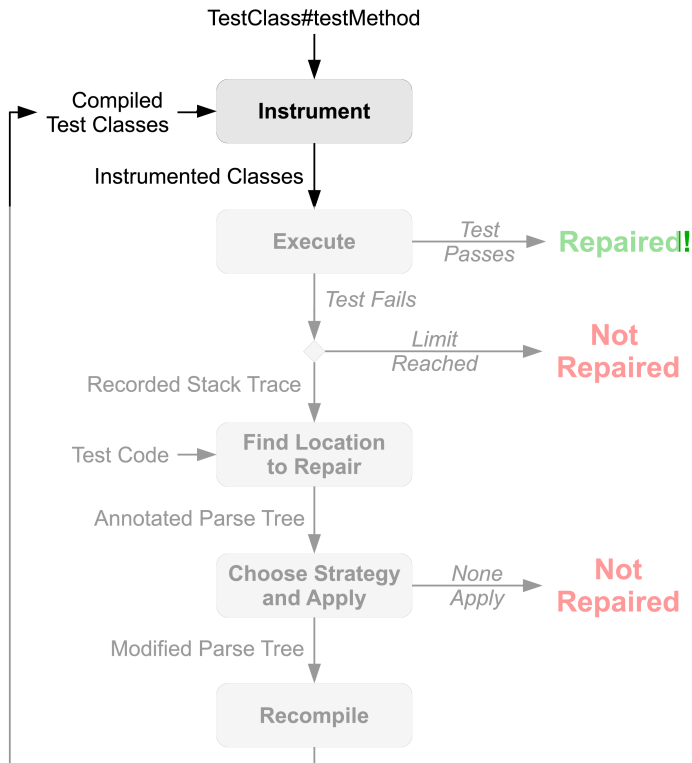 TestClass#testMethod
Compiled
Test Classes
Instrument
Instrumented Classes
Execute
Test
Passes
Repaired!
Test Fails
Limit
Reached
Not
Repaired
Recorded Stack Trace
Test Code
Find Location
to Repair
Annotated Parse Tree
Choose Strategy
and Apply
None
Apply
Not
Repaired
Modified Parse Tree
Recompile